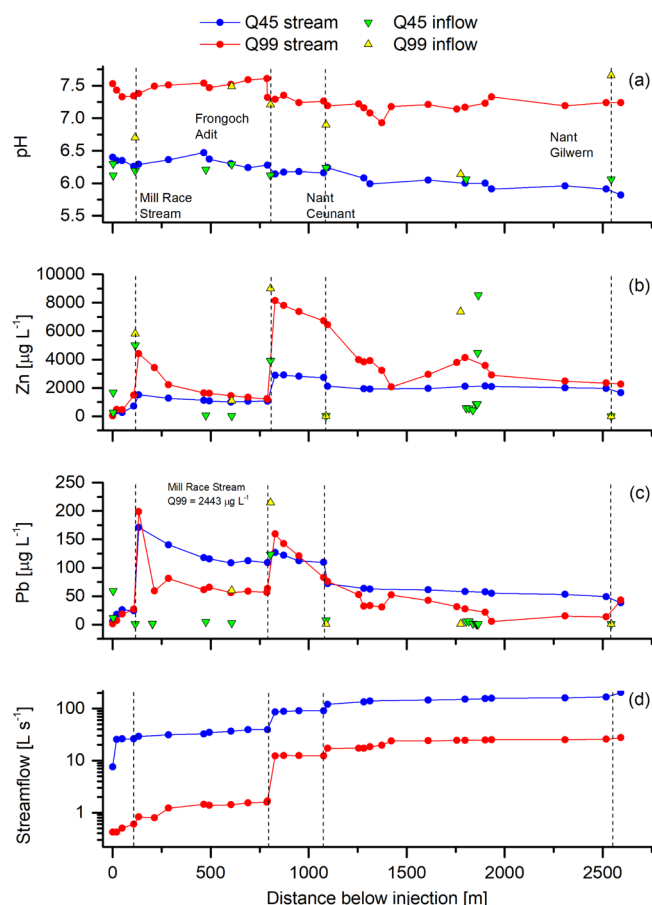 Q45 stream
Q45 inflow
Q99 stream
Q99 inflow
(a)
pH
7.5
7.0
6.5
6.0
5.5
Frongoch
Adit
Mill Race
Stream
Nant
Ceunant
Nant
Gilwern
(b)
Zn [µg L⁻¹]
10000
8000
6000
4000
2000
0
(c)
Pb [µg L⁻¹]
250
200
150
100
50
0
Mill Race Stream
Q99 = 2443 µg L⁻¹
(d)
Streamflow [L s⁻¹]
100
10
1
0 500 1000 1500 2000 2500
Distance below injection [m]